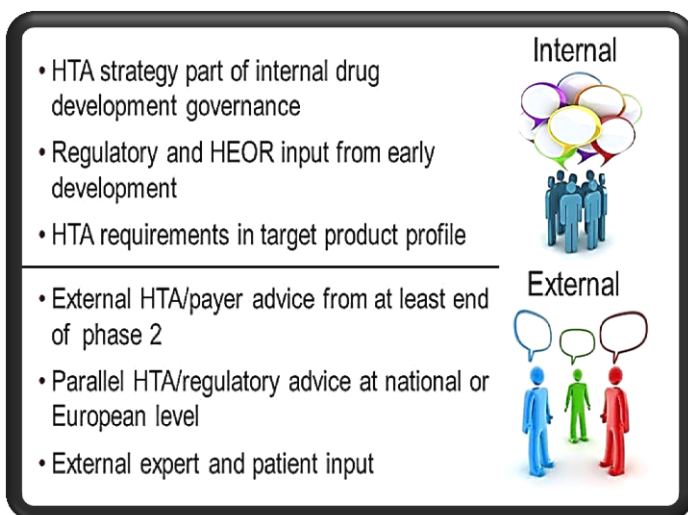 Internal
• HTA strategy part of internal drug
development governance
• Regulatory and HEOR input from early
development
• HTA requirements in target product profile
External
• External HTA/payer advice from at least end
of phase 2
• Parallel HTA/regulatory advice at national or
European level
• External expert and patient input